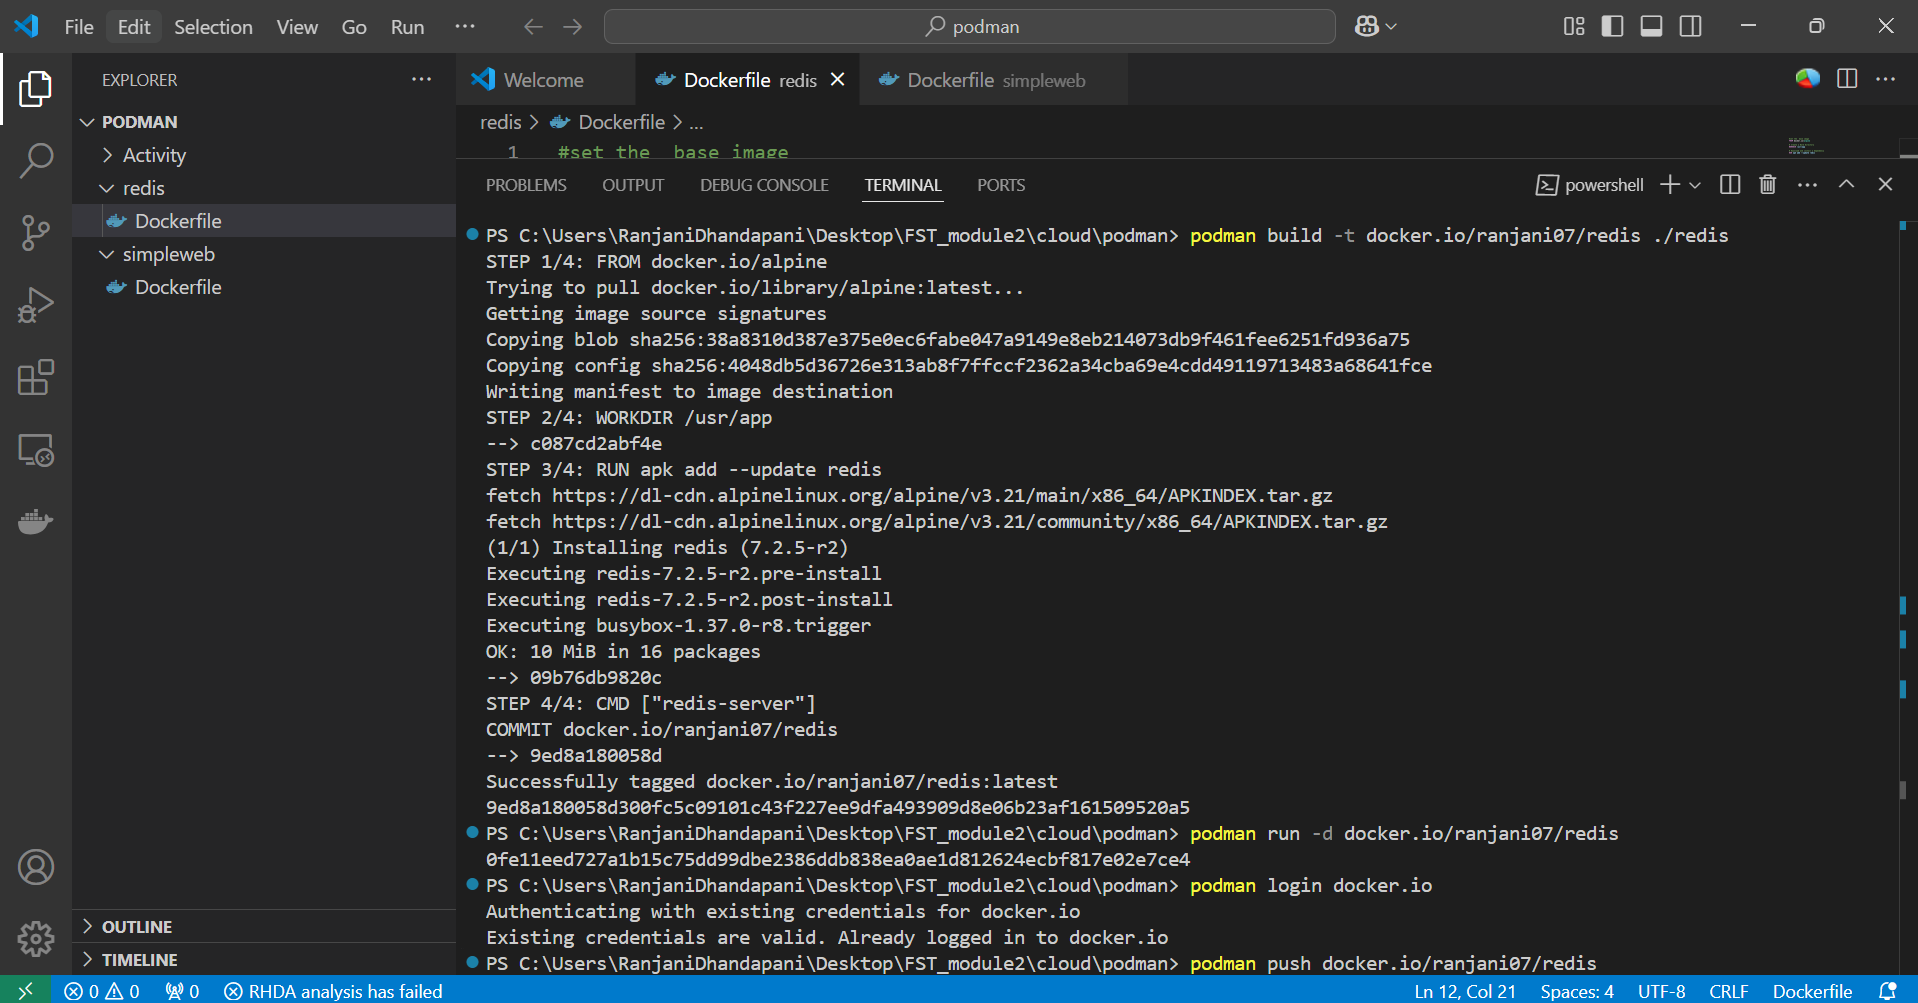 File Edit Selection View Go Run ··· podman
EXPLORER ···
PODMAN
Activity
redis
Dockerfile
simpleweb
Dockerfile
OUTLINE
TIMELINE
Welcome Dockerfile redis Dockerfile simpleweb
redis > Dockerfile > ...
1 #set the base image
PROBLEMS OUTPUT DEBUG CONSOLE TERMINAL PORTS powershell
PS C:\Users\RanjaniDhandapani\Desktop\FST_module2\cloud\podman> podman build -t docker.io/ranjani07/redis ./redis
STEP 1/4: FROM docker.io/alpine
Trying to pull docker.io/library/alpine:latest...
Getting image source signatures
Copying blob sha256:38a8310d387e375e0ec6fabe047a9149e8eb214073db9f461fee6251fd936a75
Copying config sha256:4048db5d36726e313ab8f7ffccf2362a34cba69e4cdd49119713483a68641fce
Writing manifest to image destination
STEP 2/4: WORKDIR /usr/app
--> c087cd2abf4e
STEP 3/4: RUN apk add --update redis
fetch https://dl-cdn.alpinelinux.org/alpine/v3.21/main/x86_64/APKINDEX.tar.gz
fetch https://dl-cdn.alpinelinux.org/alpine/v3.21/community/x86_64/APKINDEX.tar.gz
(1/1) Installing redis (7.2.5-r2)
Executing redis-7.2.5-r2.pre-install
Executing redis-7.2.5-r2.post-install
Executing busybox-1.37.0-r8.trigger
OK: 10 MiB in 16 packages
--> 09b76db9820c
STEP 4/4: CMD ["redis-server"]
COMMIT docker.io/ranjani07/redis
--> 9ed8a180058d
Successfully tagged docker.io/ranjani07/redis:latest
9ed8a180058d300fc5c09101c43f227ee9dfa493909d8e06b23af161509520a5
PS C:\Users\RanjaniDhandapani\Desktop\FST_module2\cloud\podman> podman run -d docker.io/ranjani07/redis
0fe11eed727a1b15c75dd99dbe2386ddb838ea0ae1d812624ecbf817e02e7ce4
PS C:\Users\RanjaniDhandapani\Desktop\FST_module2\cloud\podman> podman login docker.io
Authenticating with existing credentials for docker.io
Existing credentials are valid. Already logged in to docker.io
PS C:\Users\RanjaniDhandapani\Desktop\FST_module2\cloud\podman> podman push docker.io/ranjani07/redis
0 0 0 RHDA analysis has failed Ln 12, Col 21 Spaces: 4 UTF-8 CRLF Dockerfile